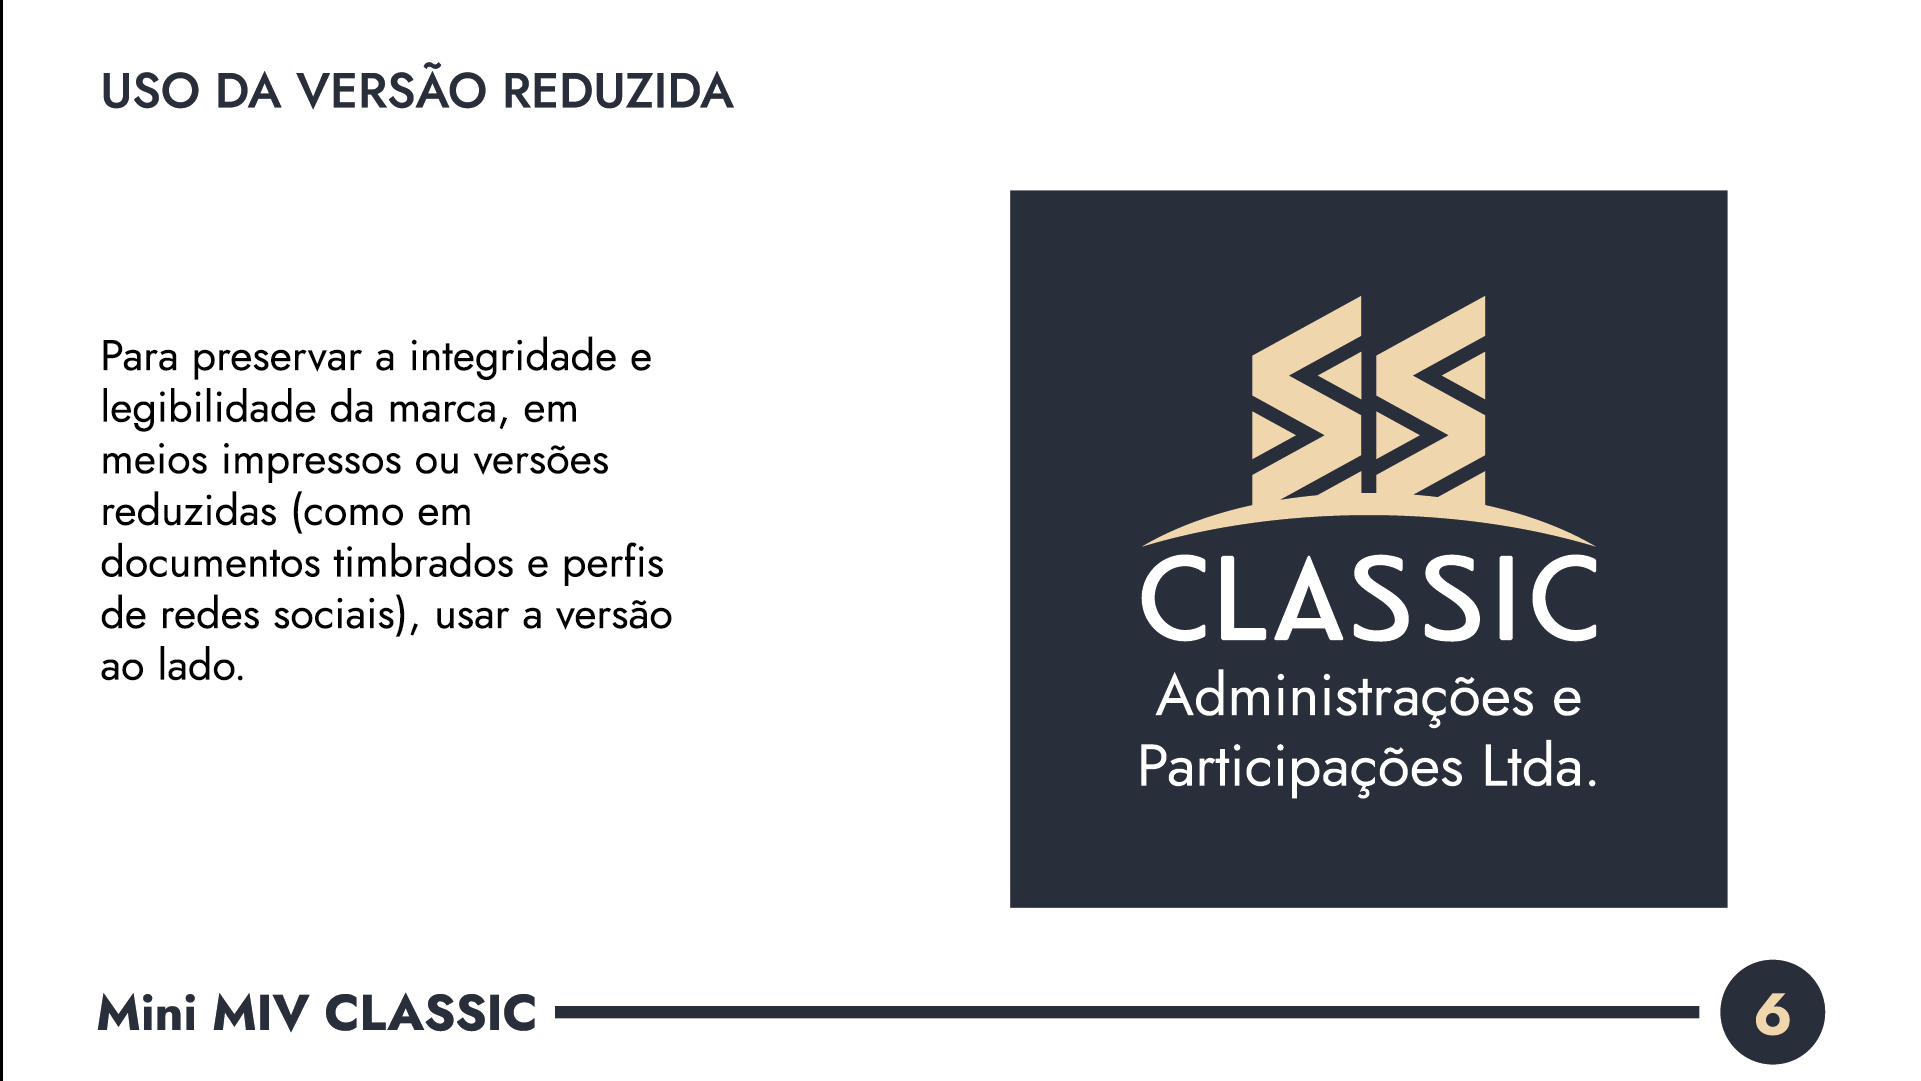 USO DA VERSÃO REDUZIDA
Para preservar a integridade e
legibilidade da marca, em
meios impressos ou versões
reduzidas (como em
documentos timbrados e perfis
de redes sociais), usar a versão
ao lado.
CLASSIC
Administrações e
Participações Ltda.
Mini MIV CLASSIC
6